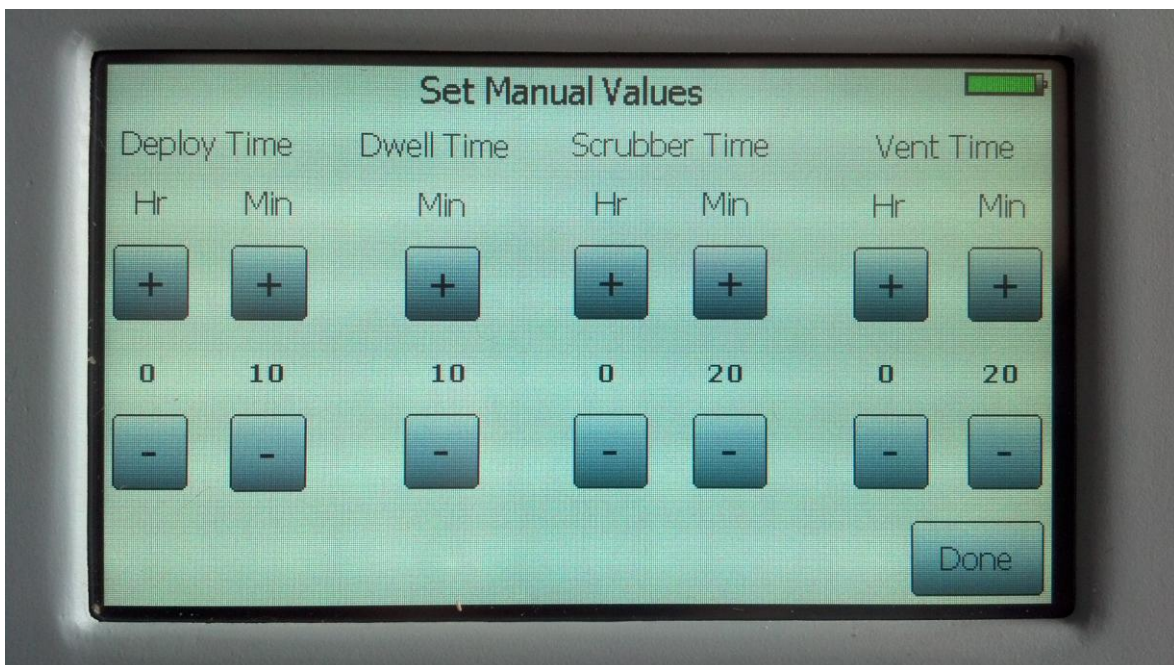 Set Manual Values
Deploy Time Dwell Time Scrubber Time Vent Time
Hr Min Min Hr Min Hr Min
+ + + + + + +
0 10 10 0 20 0 20
- - - - - - -
Done